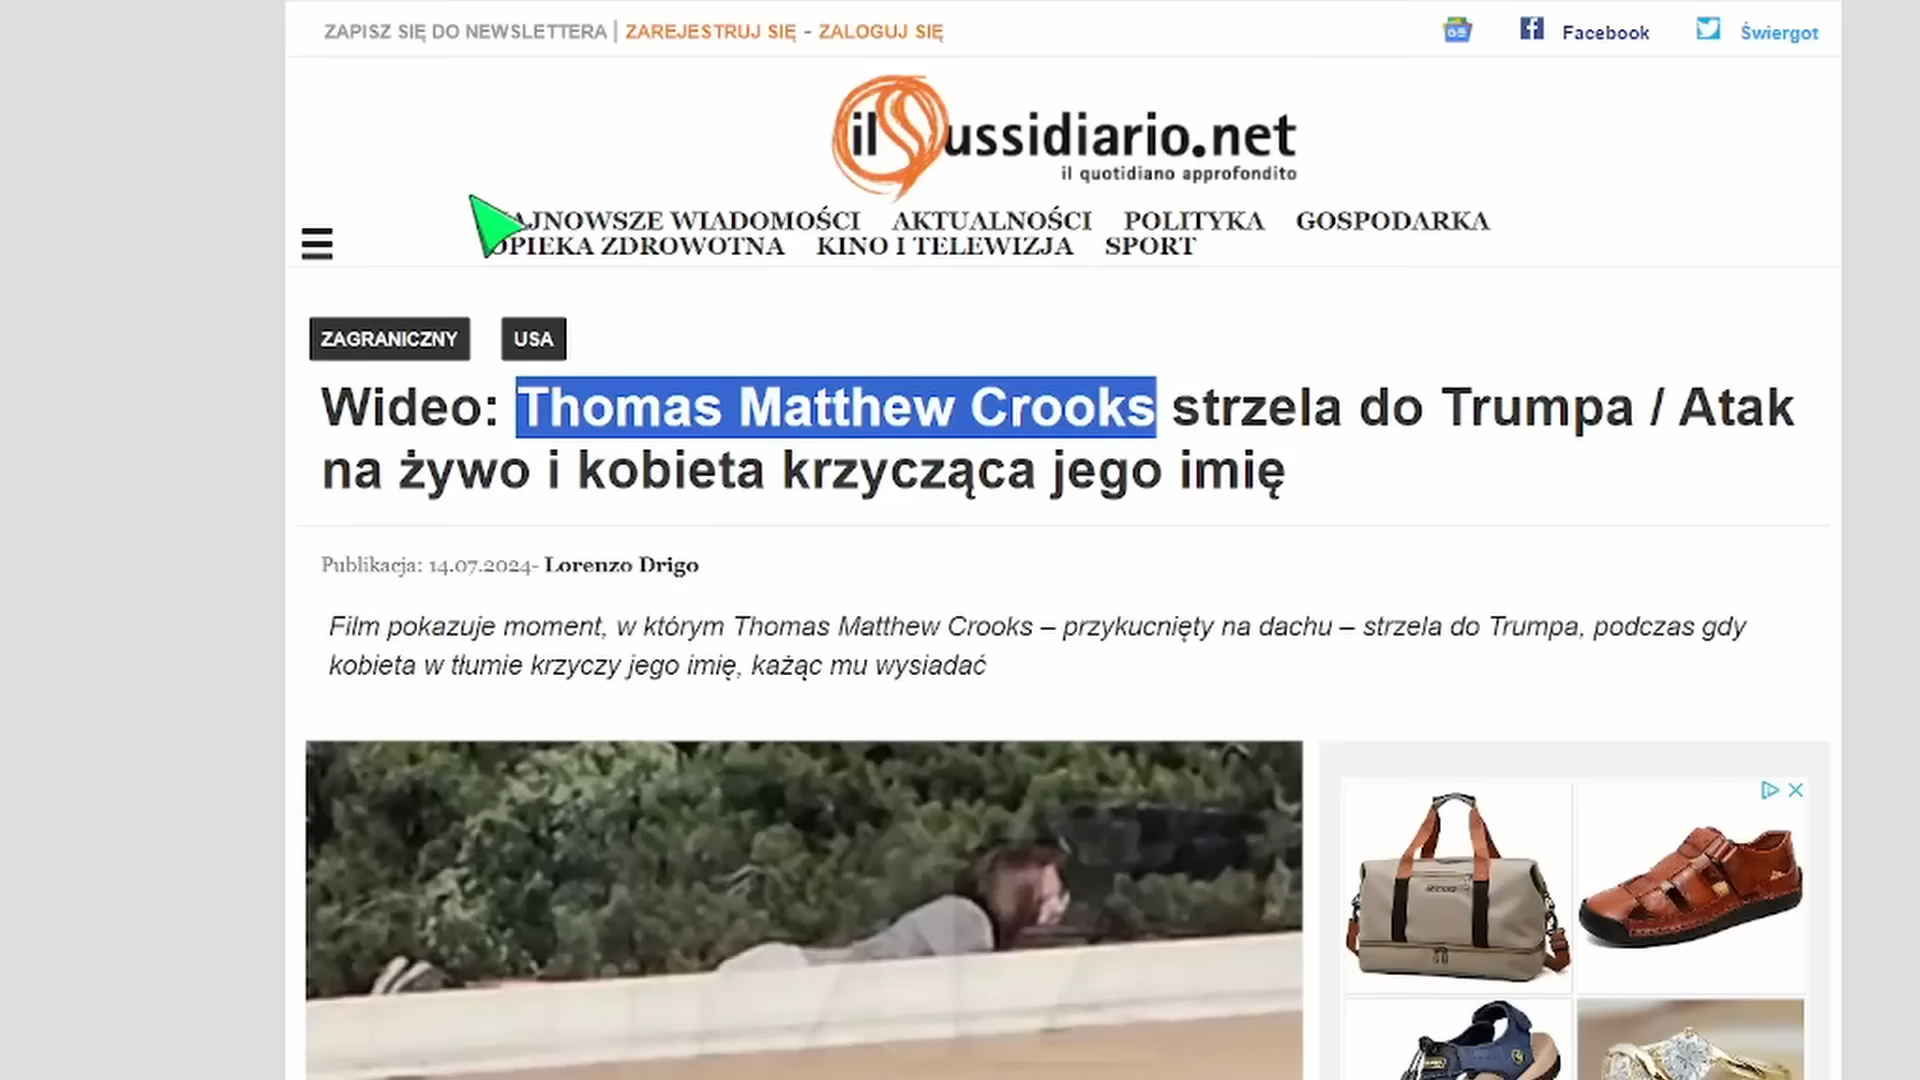 ZAPISZ SIĘ DO NEWSLETTERA | ZAREJESTRUJ SIĘ - ZALOGUJ SIĘ
Facebook
Świergot
ilSussidiario.net
il quotidiano approfondito
AJNOWSZE WIADOMOŚCI AKTUALNOŚCI POLITYKA GOSPODARKA
OPIEKA ZDROWOTNA KINO I TELEWIZJA SPORT
ZAGRANICZNY USA
Wideo: Thomas Matthew Crooks strzela do Trumpa / Atak
na żywo i kobieta krzycząca jego imię
Publikacja: 14.07.2024- Lorenzo Drigo
Film pokazuje moment, w którym Thomas Matthew Crooks – przykucnięty na dachu – strzela do Trumpa, podczas gdy
kobieta w tłumie krzyczy jego imię, każąc mu wysiadać